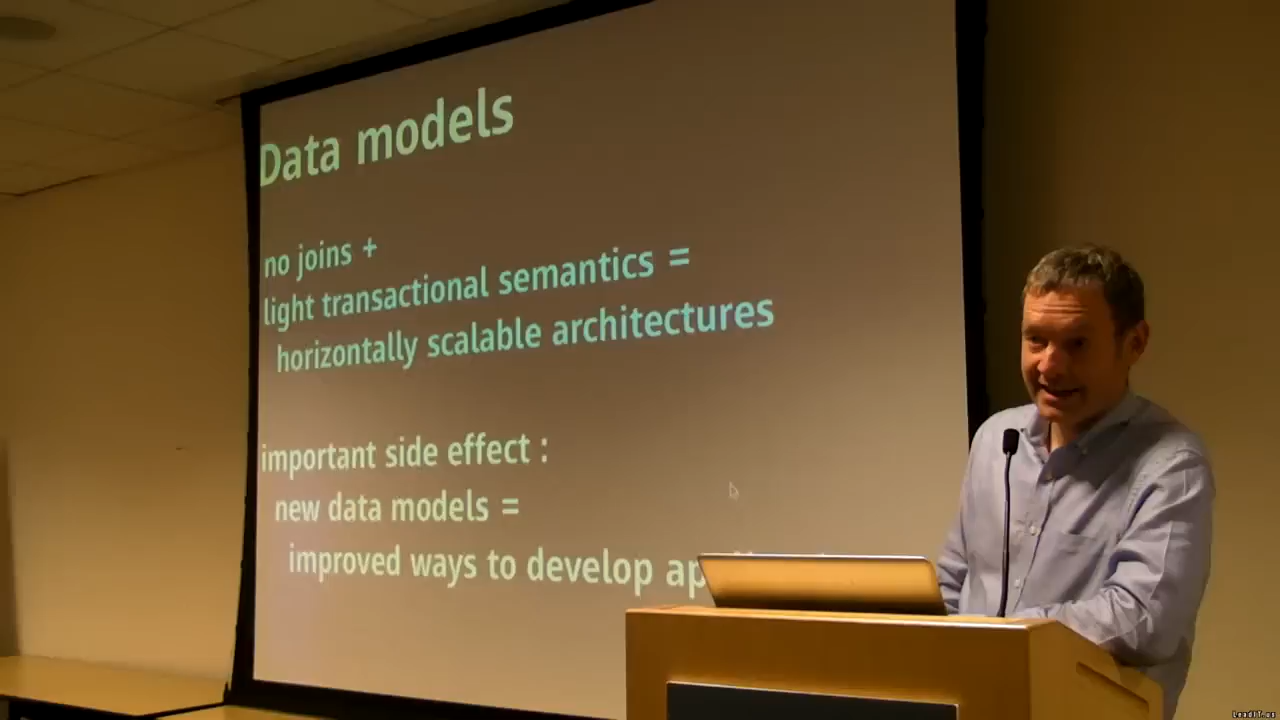 Data models
no joins +
light transactional semantics =
horizontally scalable architectures
important side effect :
new data models =
improved ways to develop